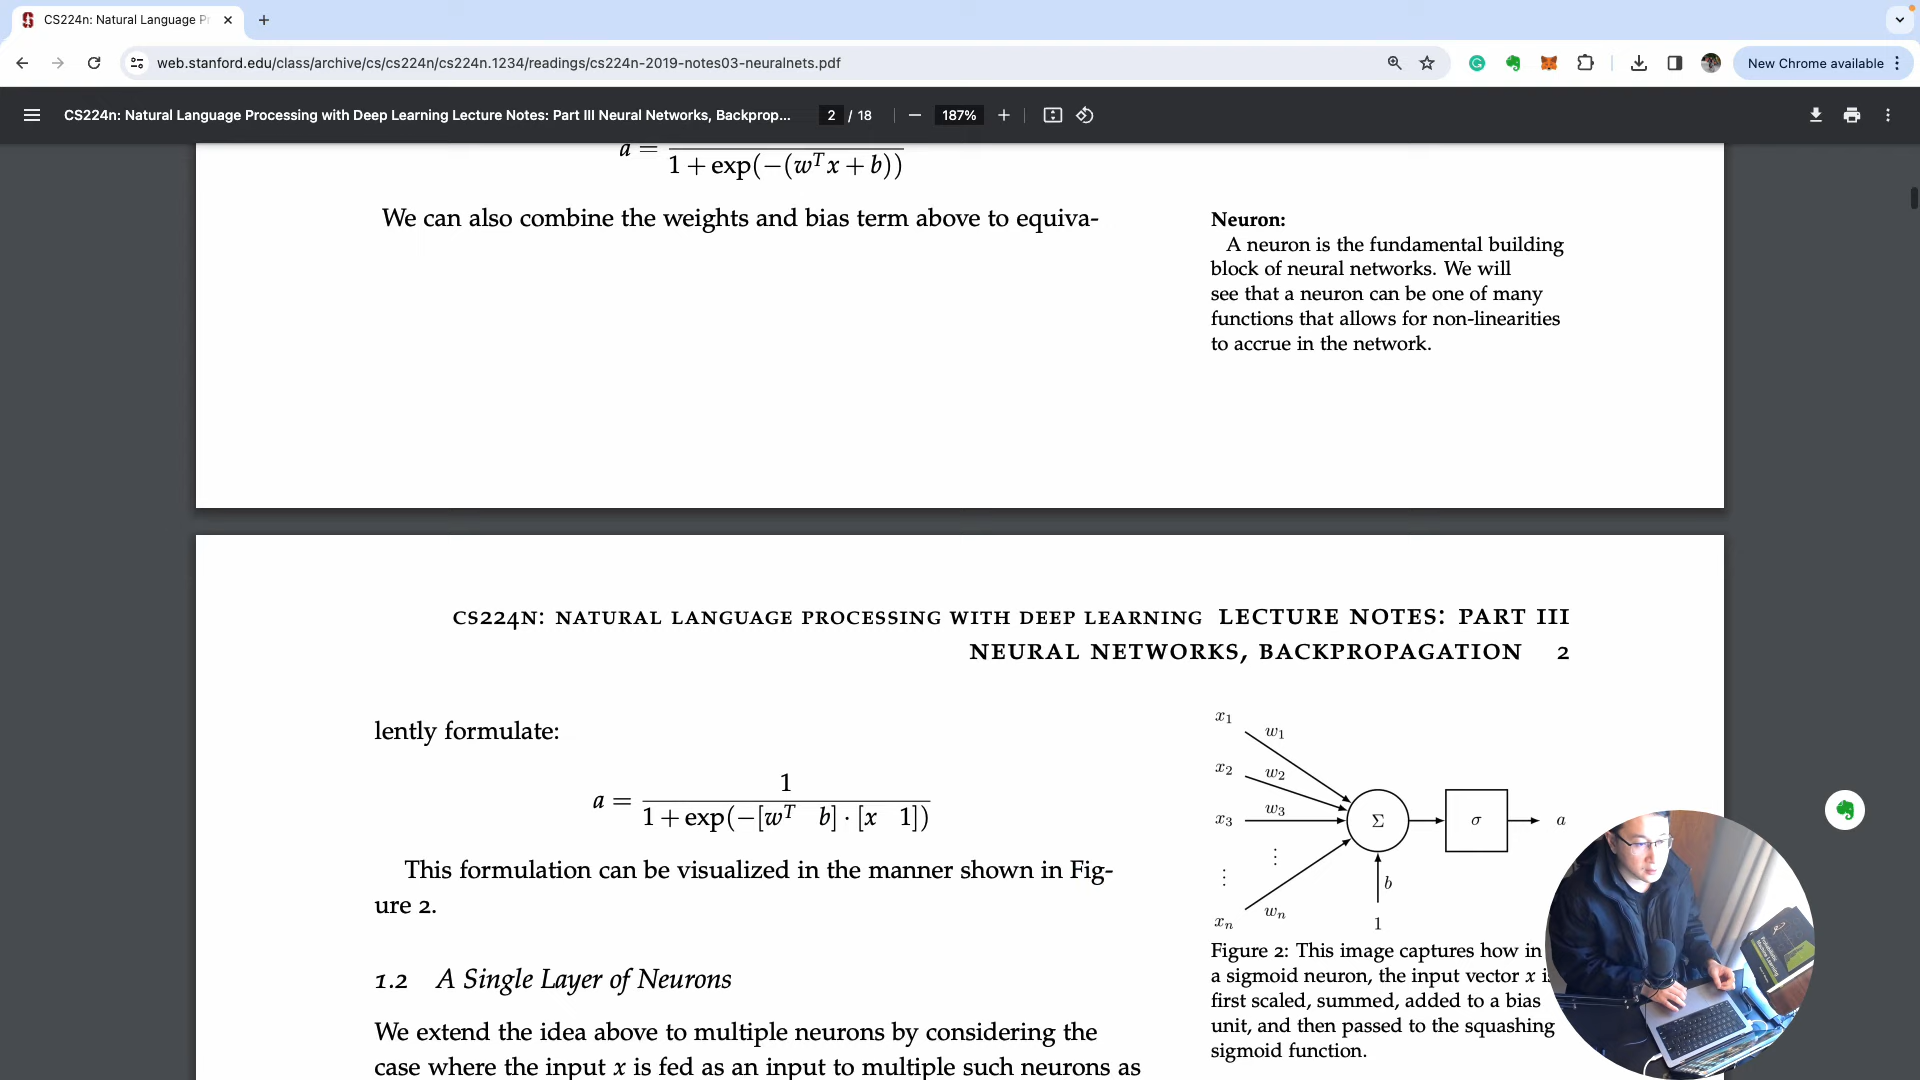 CS224n: Natural Language Pr
web.stanford.edu/class/archive/cs/cs224n/cs224n.1234/readings/cs224n-2019-notes03-neuralnets.pdf
New Chrome available
CS224n: Natural Language Processing with Deep Learning Lecture Notes: Part III Neural Networks, Backprop...
2 / 18
187%
a =
1 + exp(−(wᵀx + b))
We can also combine the weights and bias term above to equiva-
Neuron:
A neuron is the fundamental building
block of neural networks. We will
see that a neuron can be one of many
functions that allows for non-linearities
to accrue in the network.
CS224N: NATURAL LANGUAGE PROCESSING WITH DEEP LEARNING LECTURE NOTES: PART III
NEURAL NETWORKS, BACKPROPAGATION 2
lently formulate:
1
a =
1 + exp(−[wᵀ b] · [x 1])
This formulation can be visualized in the manner shown in Fig-
ure 2.
x₁
w₁
x₂
w₂
x₃
w₃
Σ
σ
a
⋮
⋮
b
xₙ
wₙ
1
Figure 2: This image captures how in
a sigmoid neuron, the input vector x i
first scaled, summed, added to a bias
unit, and then passed to the squashing
sigmoid function.
1.2 A Single Layer of Neurons
We extend the idea above to multiple neurons by considering the
case where the input x is fed as an input to multiple such neurons as
Probabilistic
Machine Learning